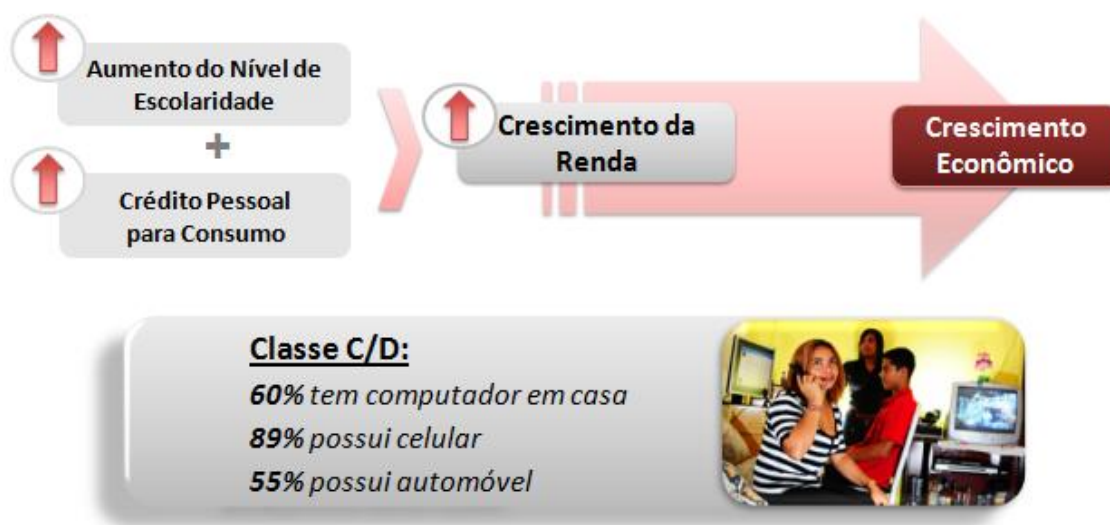 Aumento do Nível de
Escolaridade
+
Crédito Pessoal
para Consumo
Crescimento da
Renda
Crescimento
Econômico
Classe C/D:
60% tem computador em casa
89% possui celular
55% possui automóvel